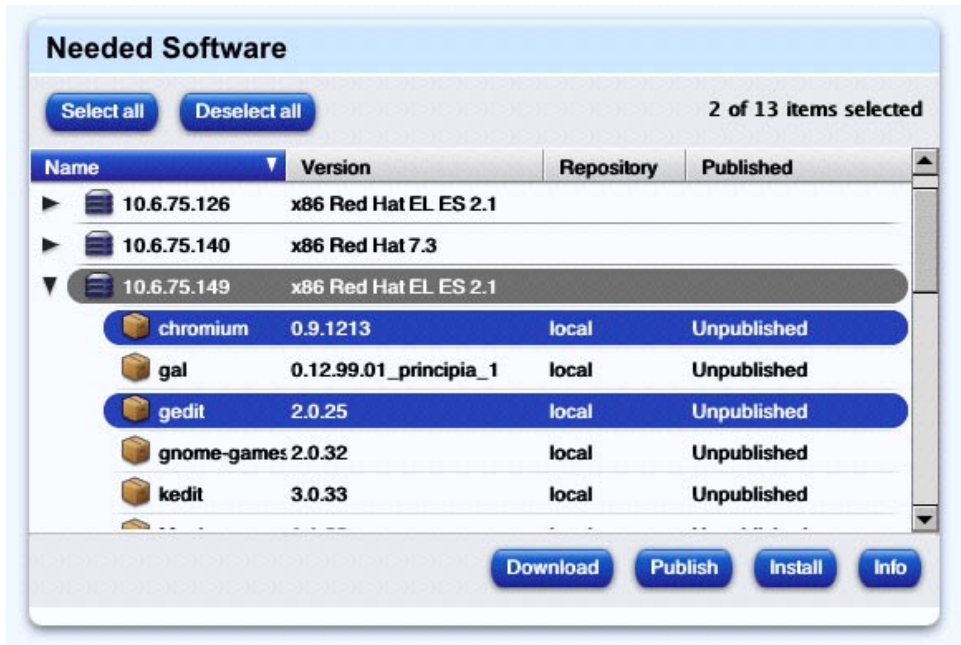 Needed Software
Select all Deselect all 2 of 13 items selected
Name Version Repository Published
10.6.75.126 x86 Red Hat EL ES 2.1
10.6.75.140 x86 Red Hat 7.3
10.6.75.149 x86 Red Hat EL ES 2.1
chromium 0.9.1213 local Unpublished
gal 0.12.99.01_principia_1 local Unpublished
gedit 2.0.25 local Unpublished
gnome-games 2.0.32 local Unpublished
kedit 3.0.33 local Unpublished
Download Publish Install Info